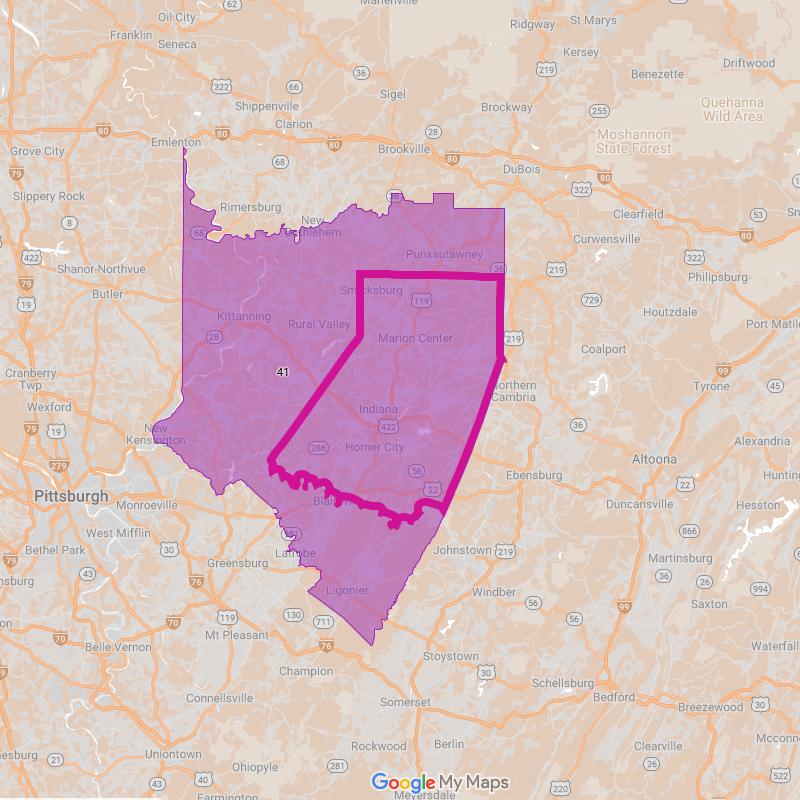 Marienville
Oil City
62
Ridgway
St Marys
Franklin
Seneca
Kersey
Driftwood
36
219
Benezette
322
66
Sigel
Shippenville
Brockway
255
Quehanna
Wild Area
Clarion
28
Moshannon
State Forest
80
80
Emlenton
80
Brookville
80
Grove City
68
DuBois
80
79
322
Slippery Rock
Rimersburg
36
Clearfield
53
8
68
New
Bethlehem
Curwensville
422
Punxsutawney
322
Shanor-Northvue
36
219
Philipsburg
79
Butler
Smicksburg
119
729
Houtzdale
19
Kittanning
Rural Valley
Port Matilda
28
Marion Center
219
Coalport
41
Cranberry
Twp
99
Tyrone
45
Northern
Cambria
Wexford
Indiana
79
19
New
Kensington
422
36
Alexandria
286
Homer City
279
56
Altoona
Ebensburg
Pittsburgh
22
Monroeville
Duncansville
Hesston
West Mifflin
866
Bethel Park
30
Latrobe
Johnstown
219
Martinsburg
Greensburg
43
36
26
76
Ligonier
Windber
994
119
130
56
56
99
Saxton
70
70
711
Mt Pleasant
Belle Vernon
76
Stoystown
Waterfall
Champion
30
Schellsburg
Connellsville
Somerset
Bedford
Breezewood
30
Rockwood
Berlin
Clearville
21
Uniontown
522
Ohiopyle
281
43
40
220
Farmington
Google My Maps
Meyersdale